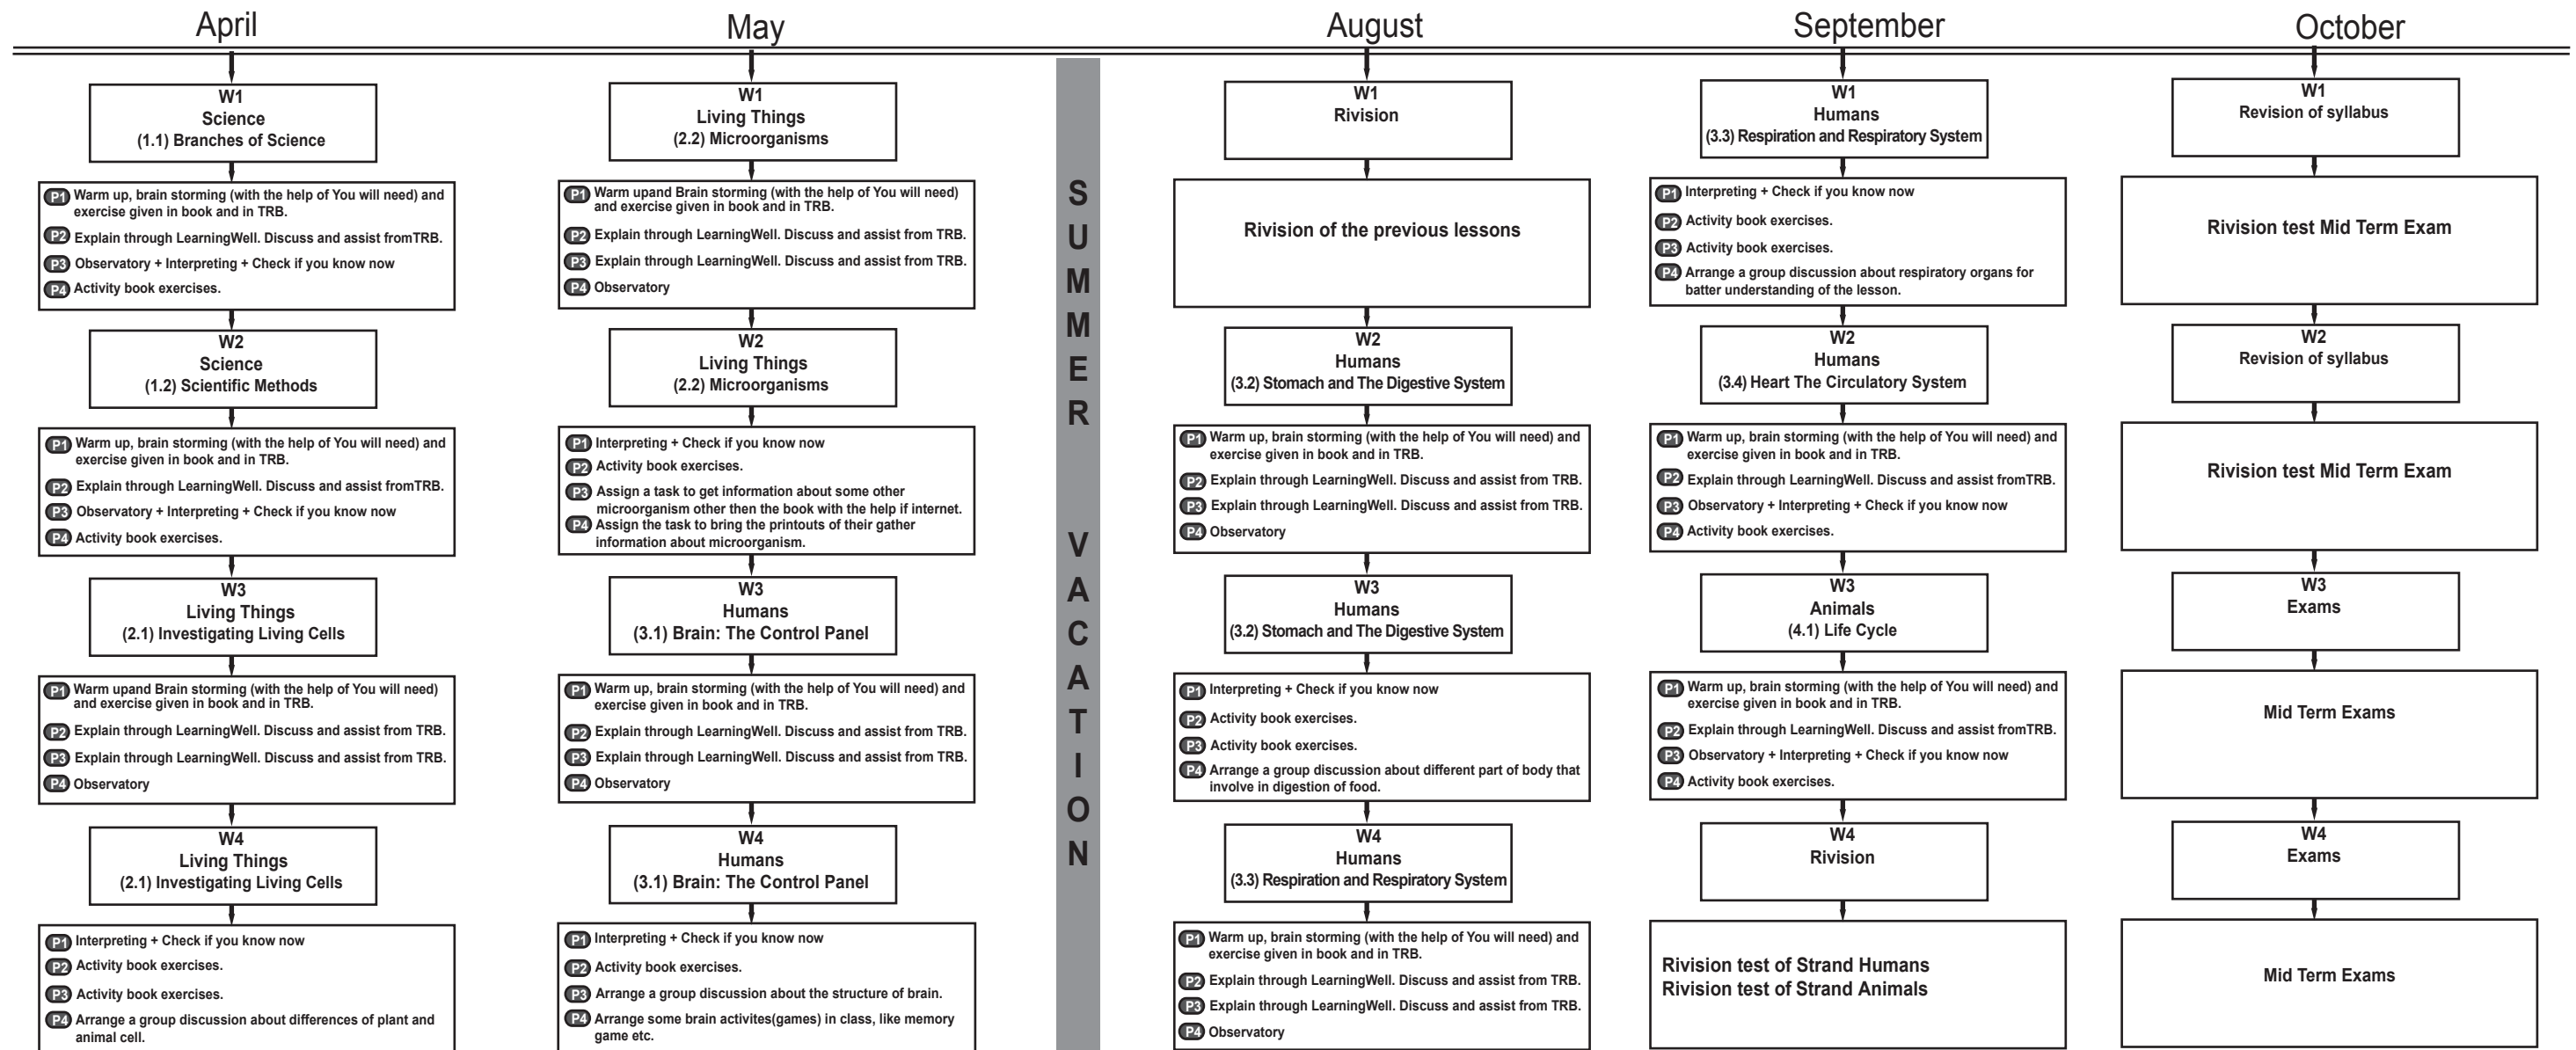 April
W1
Science
(1.1) Branches of Science
P1 Warm up, brain storming (with the help of You will need) and
exercise given in book and in TRB.
P2 Explain through LearningWell. Discuss and assist fromTRB.
P3 Observatory + Interpreting + Check if you know now
P4 Activity book exercises.
W2
Science
(1.2) Scientific Methods
P1 Warm up, brain storming (with the help of You will need) and
exercise given in book and in TRB.
P2 Explain through LearningWell. Discuss and assist fromTRB.
P3 Observatory + Interpreting + Check if you know now
P4 Activity book exercises.
W3
Living Things
(2.1) Investigating Living Cells
P1 Warm upand Brain storming (with the help of You will need)
and exercise given in book and in TRB.
P2 Explain through LearningWell. Discuss and assist from TRB.
P3 Explain through LearningWell. Discuss and assist from TRB.
P4 Observatory
W4
Living Things
(2.1) Investigating Living Cells
P1 Interpreting + Check if you know now
P2 Activity book exercises.
P3 Activity book exercises.
P4 Arrange a group discussion about differences of plant and
animal cell.
May
W1
Living Things
(2.2) Microorganisms
P1 Warm upand Brain storming (with the help of You will need)
and exercise given in book and in TRB.
P2 Explain through LearningWell. Discuss and assist from TRB.
P3 Explain through LearningWell. Discuss and assist from TRB.
P4 Observatory
W2
Living Things
(2.2) Microorganisms
P1 Interpreting + Check if you know now
P2 Activity book exercises.
P3 Assign a task to get information about some other
microorganism other then the book with the help if internet.
P4 Assign the task to bring the printouts of their gather
information about microorganism.
W3
Humans
(3.1) Brain: The Control Panel
P1 Warm up, brain storming (with the help of You will need) and
exercise given in book and in TRB.
P2 Explain through LearningWell. Discuss and assist from TRB.
P3 Explain through LearningWell. Discuss and assist from TRB.
P4 Observatory
W4
Humans
(3.1) Brain: The Control Panel
P1 Interpreting + Check if you know now
P2 Activity book exercises.
P3 Arrange a group discussion about the structure of brain.
P4 Arrange some brain activites(games) in class, like memory
game etc.
SUMMER VACATION
August
W1
Rivision
Rivision of the previous lessons
W2
Humans
(3.2) Stomach and The Digestive System
P1 Warm up, brain storming (with the help of You will need) and
exercise given in book and in TRB.
P2 Explain through LearningWell. Discuss and assist from TRB.
P3 Explain through LearningWell. Discuss and assist from TRB.
P4 Observatory
W3
Humans
(3.2) Stomach and The Digestive System
P1 Interpreting + Check if you know now
P2 Activity book exercises.
P3 Activity book exercises.
P4 Arrange a group discussion about different part of body that
involve in digestion of food.
W4
Humans
(3.3) Respiration and Respiratory System
P1 Warm up, brain storming (with the help of You will need) and
exercise given in book and in TRB.
P2 Explain through LearningWell. Discuss and assist from TRB.
P3 Explain through LearningWell. Discuss and assist from TRB.
P4 Observatory
September
W1
Humans
(3.3) Respiration and Respiratory System
P1 Interpreting + Check if you know now
P2 Activity book exercises.
P3 Activity book exercises.
P4 Arrange a group discussion about respiratory organs for
batter understanding of the lesson.
W2
Humans
(3.4) Heart The Circulatory System
P1 Warm up, brain storming (with the help of You will need) and
exercise given in book and in TRB.
P2 Explain through LearningWell. Discuss and assist fromTRB.
P3 Observatory + Interpreting + Check if you know now
P4 Activity book exercises.
W3
Animals
(4.1) Life Cycle
P1 Warm up, brain storming (with the help of You will need) and
exercise given in book and in TRB.
P2 Explain through LearningWell. Discuss and assist fromTRB.
P3 Observatory + Interpreting + Check if you know now
P4 Activity book exercises.
W4
Rivision
Rivision test of Strand Humans
Rivision test of Strand Animals
October
W1
Revision of syllabus
Rivision test Mid Term Exam
W2
Revision of syllabus
Rivision test Mid Term Exam
W3
Exams
Mid Term Exams
W4
Exams
Mid Term Exams